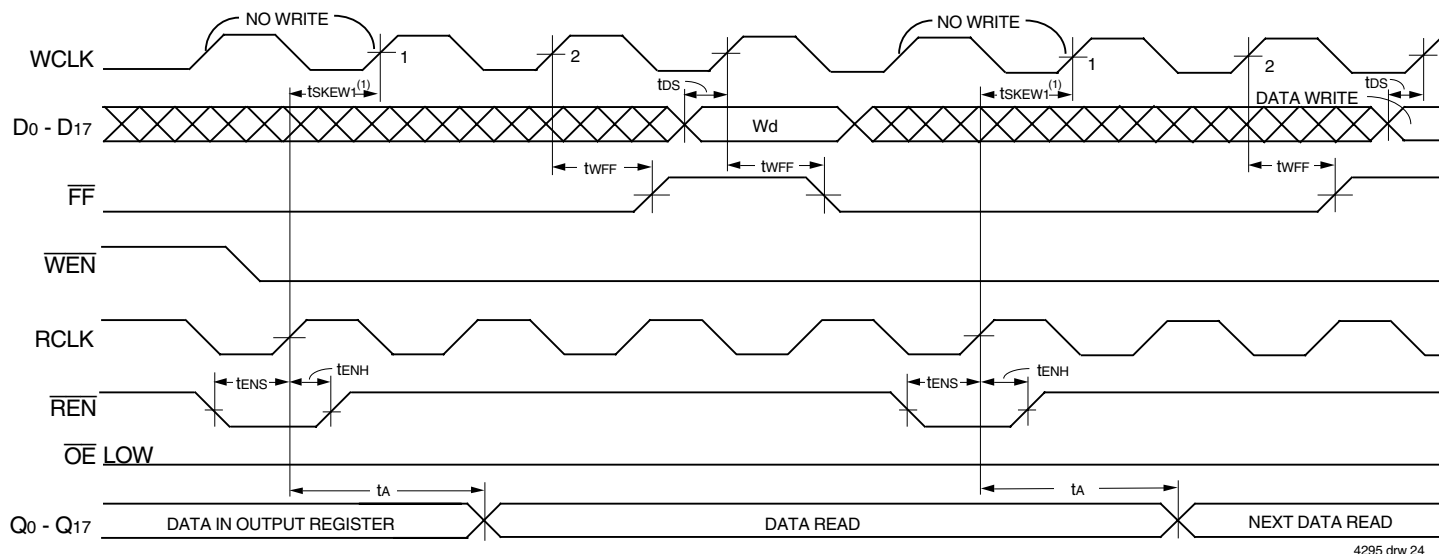 NO WRITE
NO WRITE
WCLK
1
2
1
2
tDS
tDS
tSKEW1(1)
tSKEW1(1)
DATA WRITE
D0 - D17
Wd
tWFF
tWFF
tWFF
FF
WEN
RCLK
tENS
tENH
tENS
tENH
REN
OE LOW
tA
tA
Q0 - Q17
DATA IN OUTPUT REGISTER
DATA READ
NEXT DATA READ
4295 drw 24